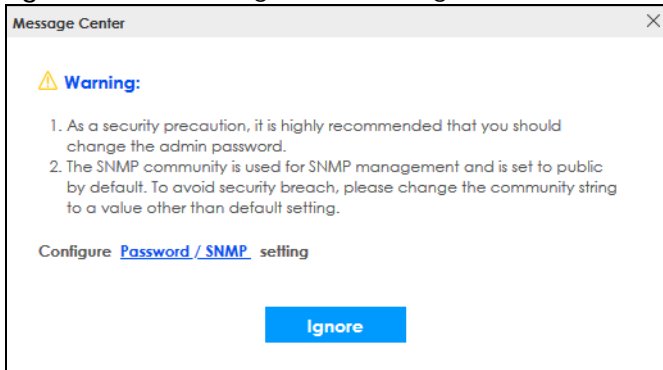 Message Center
Warning:
1. As a security precaution, it is highly recommended that you should
change the admin password.
2. The SNMP community is used for SNMP management and is set to public
by default. To avoid security breach, please change the community string
to a value other than default setting.
Configure Password / SNMP setting
Ignore